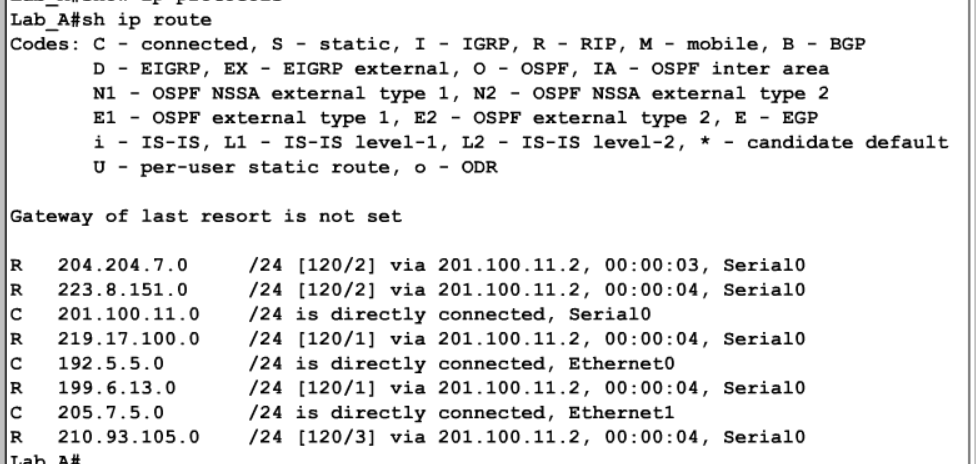 Lab_A#show ip protocols
Lab_A#sh ip route
Codes: C - connected, S - static, I - IGRP, R - RIP, M - mobile, B - BGP
       D - EIGRP, EX - EIGRP external, O - OSPF, IA - OSPF inter area
       N1 - OSPF NSSA external type 1, N2 - OSPF NSSA external type 2
       E1 - OSPF external type 1, E2 - OSPF external type 2, E - EGP
       i - IS-IS, L1 - IS-IS level-1, L2 - IS-IS level-2, * - candidate default
       U - per-user static route, o - ODR
Gateway of last resort is not set
R   204.204.7.0     /24 [120/2] via 201.100.11.2, 00:00:03, Serial0
R   223.8.151.0     /24 [120/2] via 201.100.11.2, 00:00:04, Serial0
C   201.100.11.0    /24 is directly connected, Serial0
R   219.17.100.0    /24 [120/1] via 201.100.11.2, 00:00:04, Serial0
C   192.5.5.0       /24 is directly connected, Ethernet0
R   199.6.13.0      /24 [120/1] via 201.100.11.2, 00:00:04, Serial0
C   205.7.5.0       /24 is directly connected, Ethernet1
R   210.93.105.0    /24 [120/3] via 201.100.11.2, 00:00:04, Serial0
Lab_A#